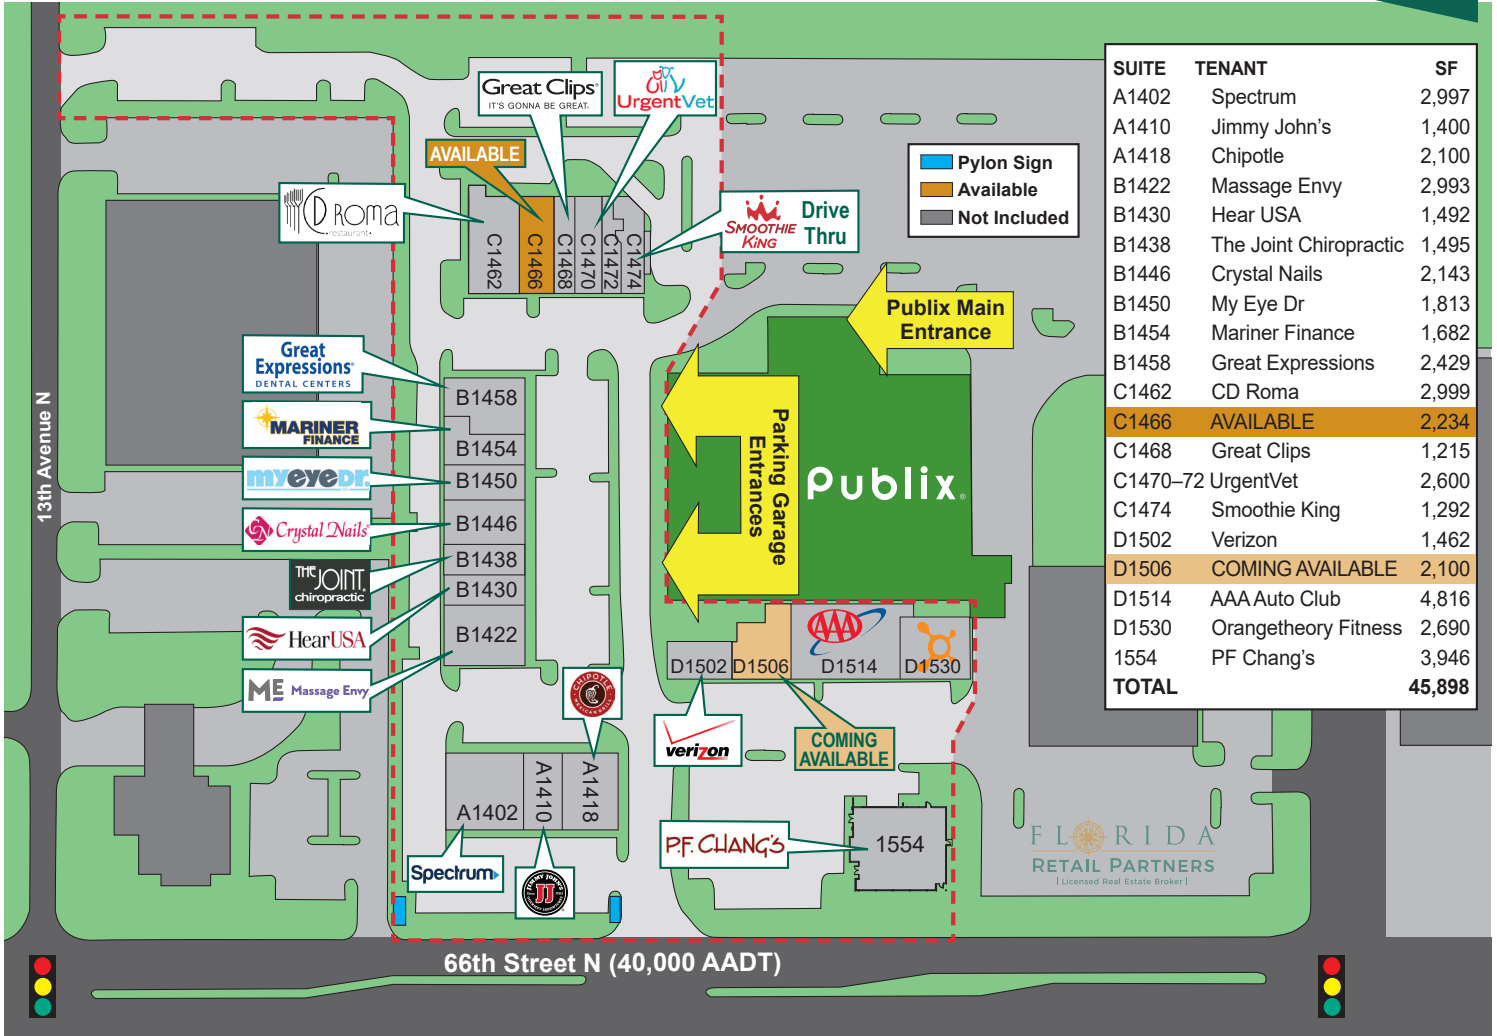 Great Clips®
IT'S GONNA BE GREAT.
UrgentVet
AVAILABLE
CD ROMA
restaurant
SMOOTHIE
KING
Drive
Thru
Pylon Sign
Available
Not Included
C1462
C1466
C1468
C1470
C1472
C1474
Publix Main
Entrance
Great
Expressions®
DENTAL CENTERS
MARINER
FINANCE
myeyeDr.
CN Crystal Nails®
THE JOINT®
chiropractic
HearUSA
ME Massage Envy
13th Avenue N
B1458
B1454
B1450
B1446
B1438
B1430
B1422
Parking Garage
Entrances
Publix®
AAA
D1502
D1506
D1514
D1530
CHIPOTLE
MEXICAN GRILL
verizon
COMING
AVAILABLE
A1402
A1410
A1418
Spectrum
JIMMY JOHN'S
JJ
P.F. CHANG'S
1554
FLORIDA
RETAIL PARTNERS
| Licensed Real Estate Broker |
66th Street N (40,000 AADT)
SUITE TENANT SF
A1402 Spectrum 2,997
A1410 Jimmy John's 1,400
A1418 Chipotle 2,100
B1422 Massage Envy 2,993
B1430 Hear USA 1,492
B1438 The Joint Chiropractic 1,495
B1446 Crystal Nails 2,143
B1450 My Eye Dr 1,813
B1454 Mariner Finance 1,682
B1458 Great Expressions 2,429
C1462 CD Roma 2,999
C1466 AVAILABLE 2,234
C1468 Great Clips 1,215
C1470–72 UrgentVet 2,600
C1474 Smoothie King 1,292
D1502 Verizon 1,462
D1506 COMING AVAILABLE 2,100
D1514 AAA Auto Club 4,816
D1530 Orangetheory Fitness 2,690
1554 PF Chang's 3,946
TOTAL 45,898